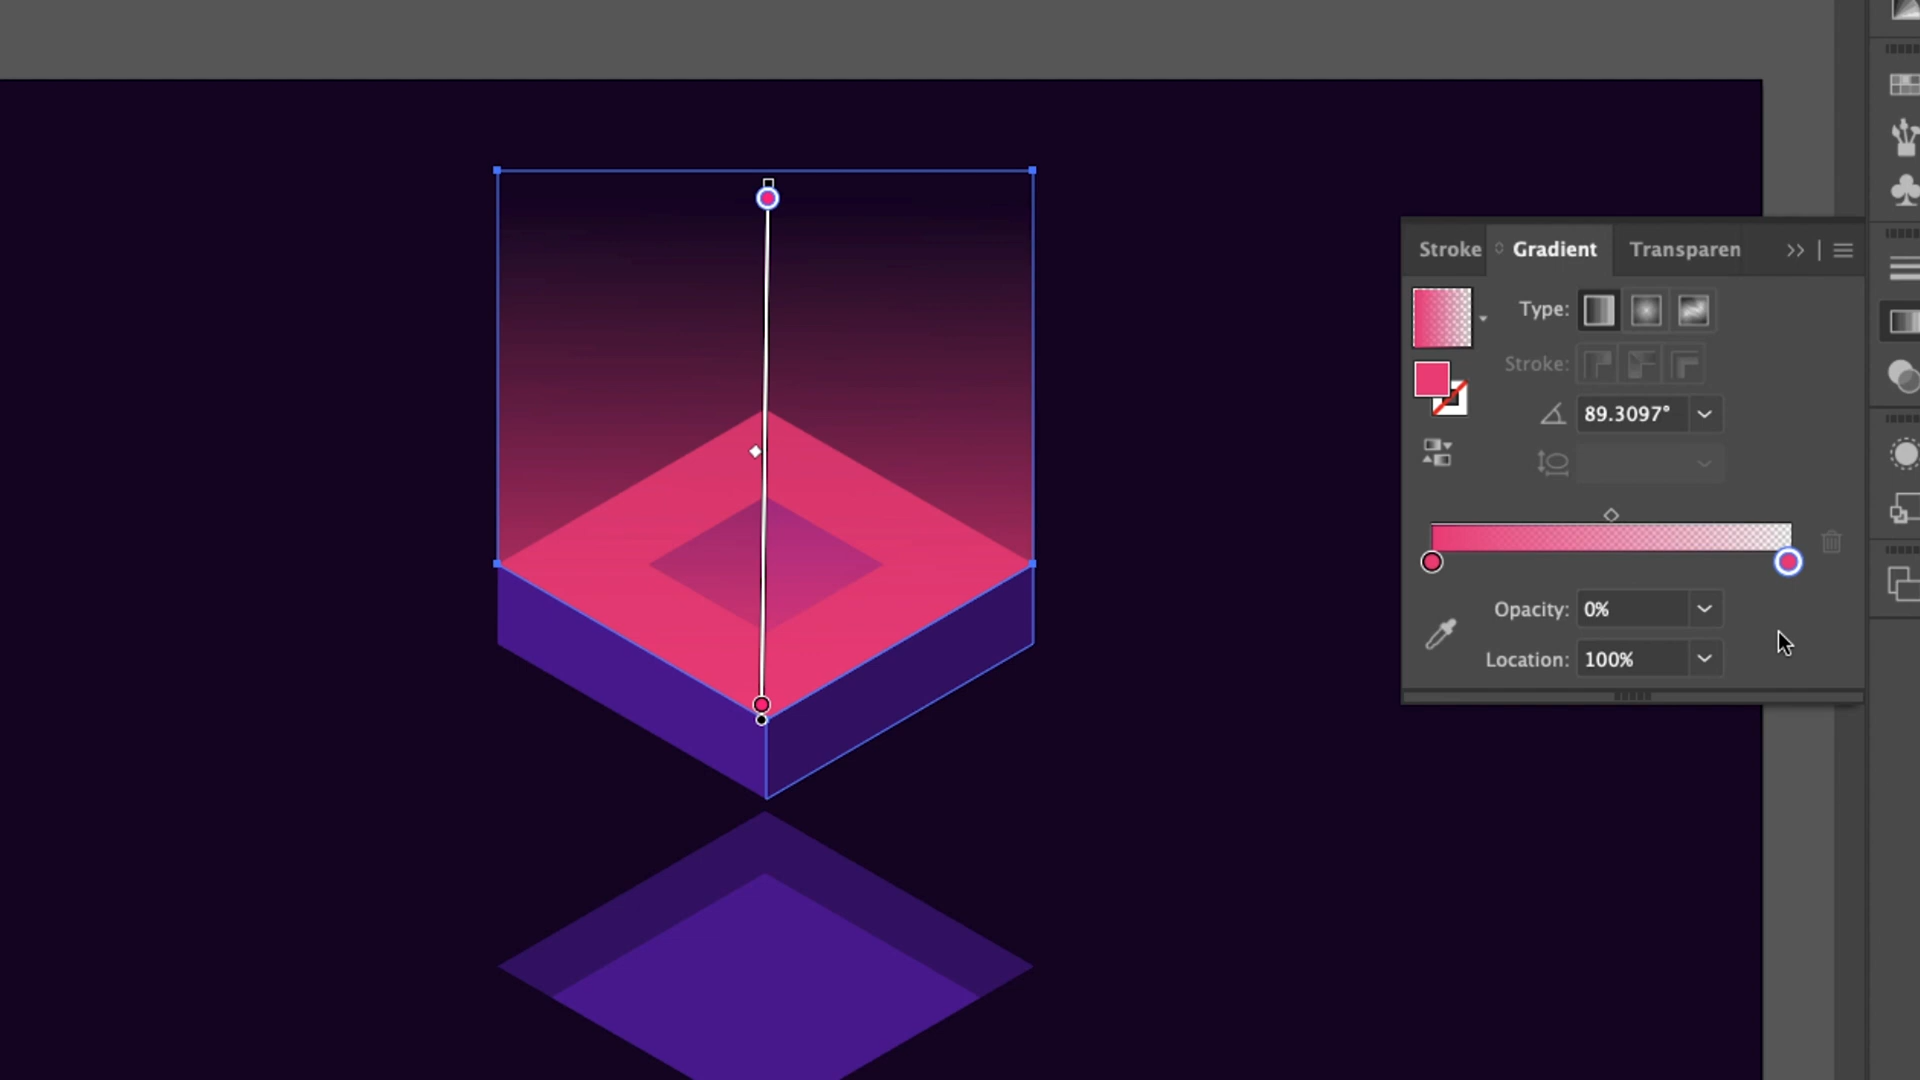 Stroke Gradient Transparen
Type:
Stroke:
89.3097°
Opacity: 0%
Location: 100%